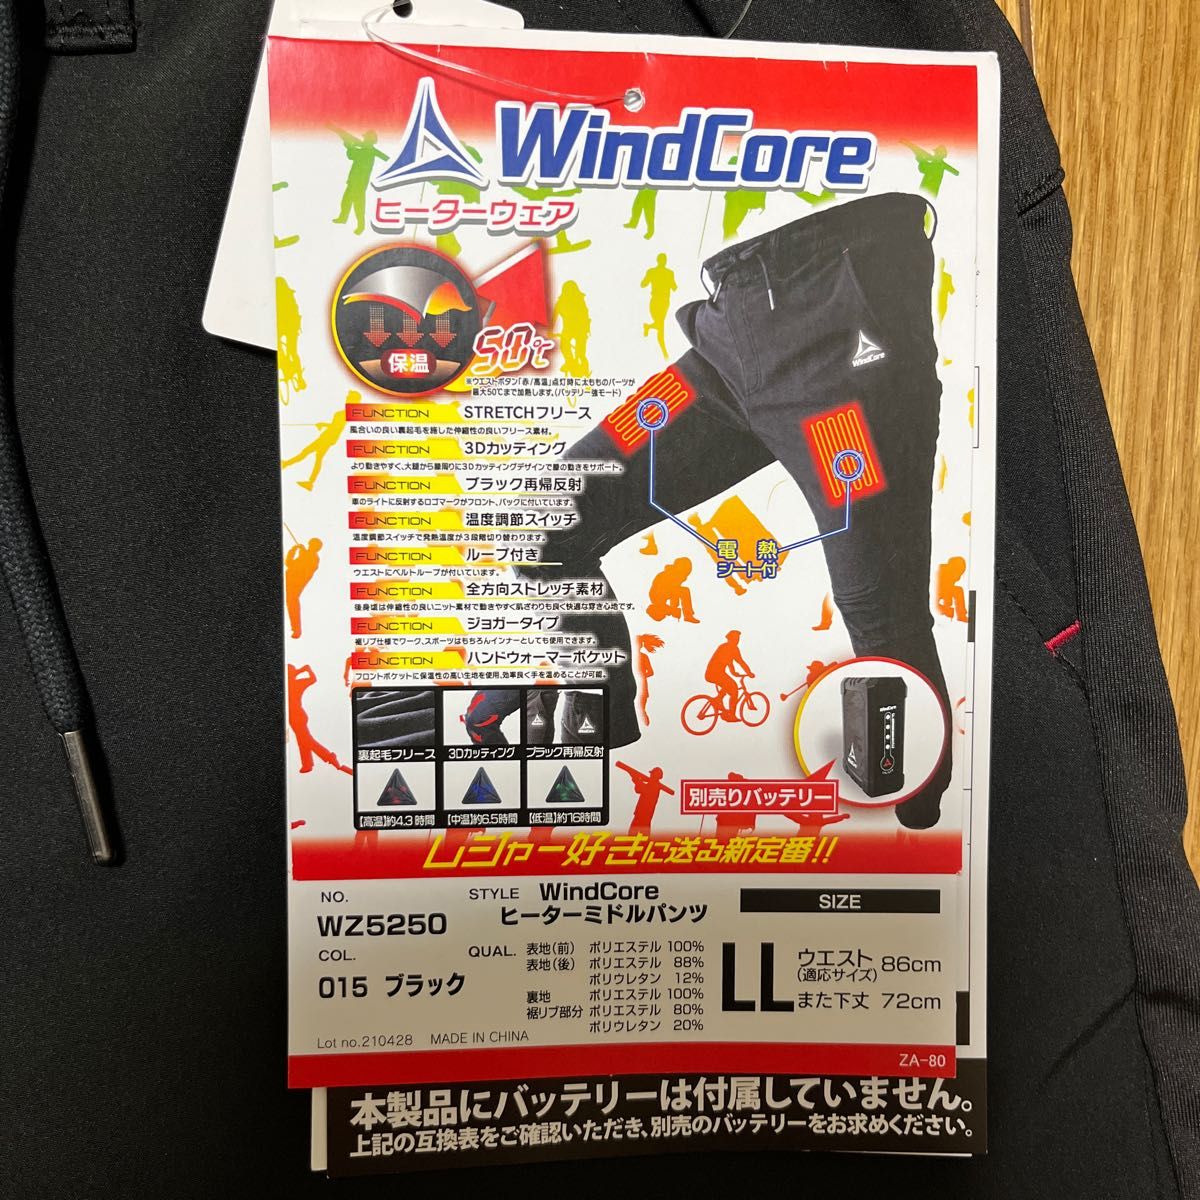 WindCore
ヒーターウェア
保温
50℃
※ウエストボタン「赤/高温」点灯時に太もものパーツが
最大50℃まで加熱します。(バッテリー強モード)
FUNCTION STRETCHフリース
風合いの良い裏起毛を施した伸縮性の良いフリース素材。
FUNCTION 3Dカッティング
より動きやすく、大腿から膝周りに3Dカッティングデザインで膝の動きをサポート。
FUNCTION ブラック再帰反射
車のライトに反射するロゴマークがフロント、バックに付いています。
FUNCTION 温度調節スイッチ
温度調節スイッチで発熱温度が3段階切り替わります。
FUNCTION ループ付き
ウエストにベルトループが付いています。
FUNCTION 全方向ストレッチ素材
後身頃は伸縮性の良いニット素材で動きやすく肌ざわりも良く快適な穿き心地です。
FUNCTION ジョガータイプ
裾リブ仕様でワーク、スポーツはもちろんインナーとしても使用できます。
FUNCTION ハンドウォーマーポケット
フロントポケットに保温性の高い生地を使用、効率良く手を温めることが可能。
WindCore
電熱
シート付
裏起毛フリース 3Dカッティング ブラック再帰反射
【高温】約4.3時間 【中温】約6.5時間 【低温】約16時間
WindCore
別売りバッテリー
レジャー好きに送る新定番!!
NO.
WZ5250
COL.
015 ブラック
STYLE WindCore
ヒーターミドルパンツ
QUAL. 表地(前) ポリエステル 100%
表地(後) ポリエステル 88%
ポリウレタン 12%
裏地 ポリエステル 100%
裾リブ部分 ポリエステル 80%
ポリウレタン 20%
SIZE
LL
ウエスト 86cm
(適応サイズ)
また下丈 72cm
Lot no.210428 MADE IN CHINA
ZA-80
本製品にバッテリーは付属していません。
上記の互換表をご確認いただき、別売のバッテリーをお求めください。